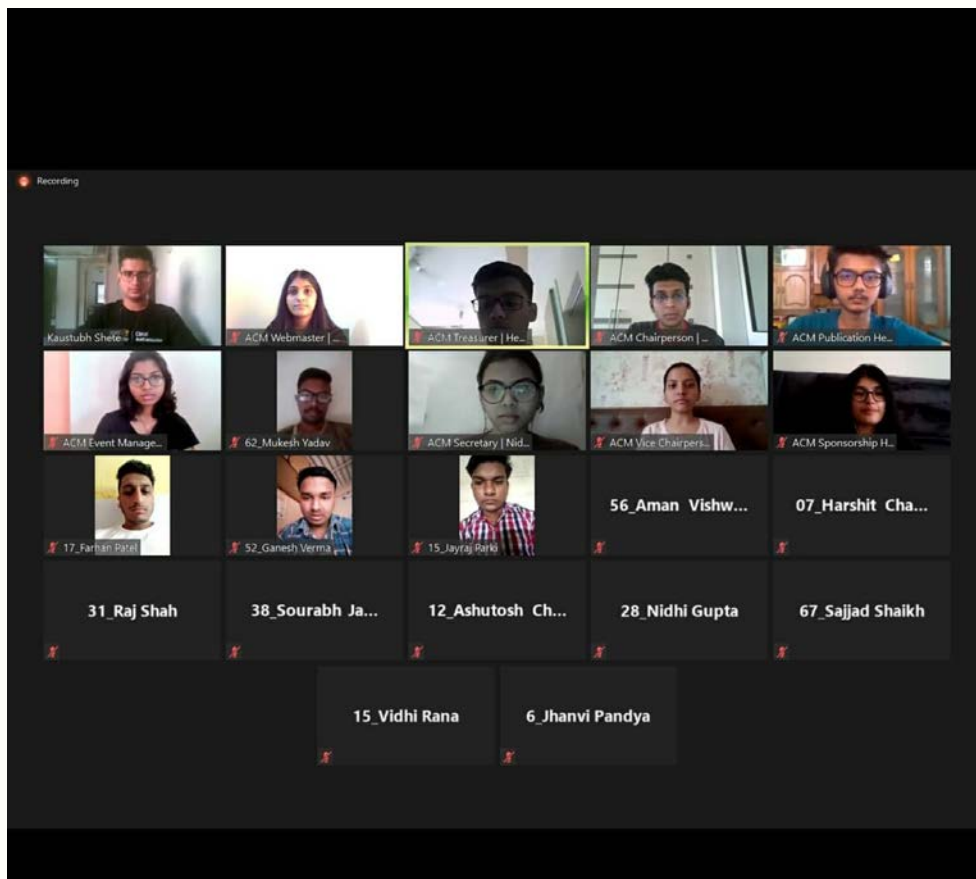 Recording
Kaustubh Shete
ACM Webmaster | ...
ACM Treasurer | He...
ACM Chairperson | ...
ACM Publication He...
ACM Event Manage...
62_Mukesh Yadav
ACM Secretary | Nid...
ACM Vice Chairpers...
ACM Sponsorship H...
17_Farhan Patel
52_Ganesh Verma
15_Jayraj Parki
56_Aman Vishw...
07_Harshit Cha...
31_Raj Shah
38_Sourabh Ja...
12_Ashutosh Ch...
28_Nidhi Gupta
67_Sajjad Shaikh
15_Vidhi Rana
6_Jhanvi Pandya